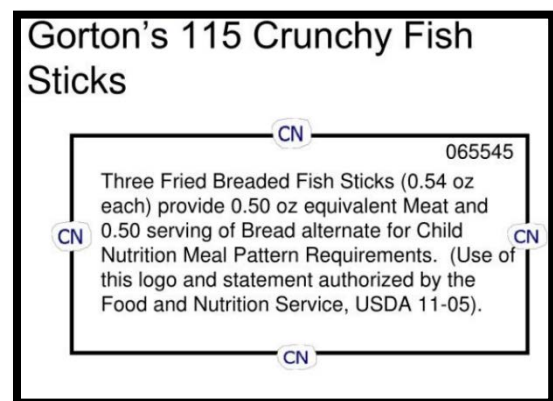 Gorton's 115 Crunchy Fish
Sticks
CN
065545
Three Fried Breaded Fish Sticks (0.54 oz
each) provide 0.50 oz equivalent Meat and
CN
0.50 serving of Bread alternate for Child
CN
Nutrition Meal Pattern Requirements. (Use of
this logo and statement authorized by the
Food and Nutrition Service, USDA 11-05).
CN